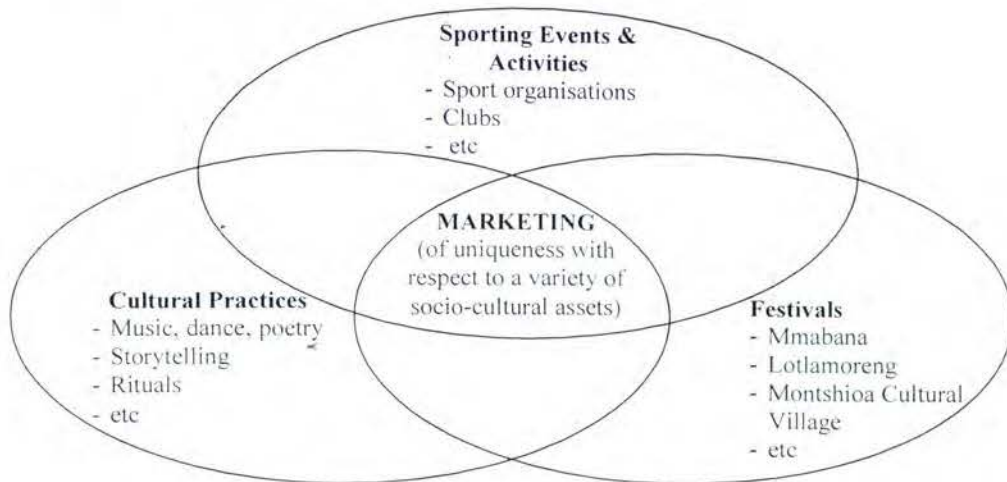 Sporting Events &
Activities
- Sport organisations
- Clubs
- etc
MARKETING
(of uniqueness with
respect to a variety of
socio-cultural assets)
Cultural Practices
- Music, dance, poetry
- Storytelling
- Rituals
- etc
Festivals
- Mmabana
- Lotlamoreng
- Montshioa Cultural
Village
- etc